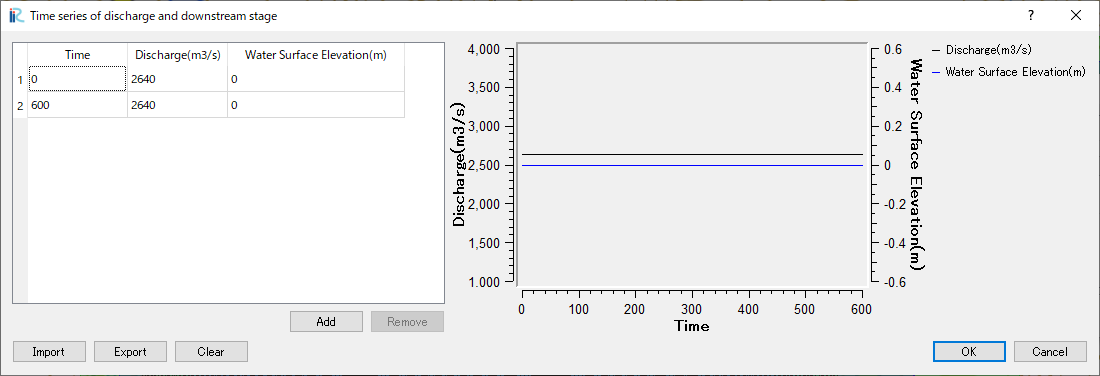 iRIC Time series of discharge and downstream stage ?
Time Discharge(m3/s) Water Surface Elevation(m)
1 0 2640 0
2 600 2640 0
Add Remove
Import Export Clear
4,000
3,500
3,000
2,500
2,000
1,500
1,000
Discharge(m3/s)
0 100 200 300 400 500 600
Time
0.6
0.4
0.2
0
-0.2
-0.4
-0.6
Water Surface Elevation(m)
Discharge(m3/s)
Water Surface Elevation(m)
OK Cancel